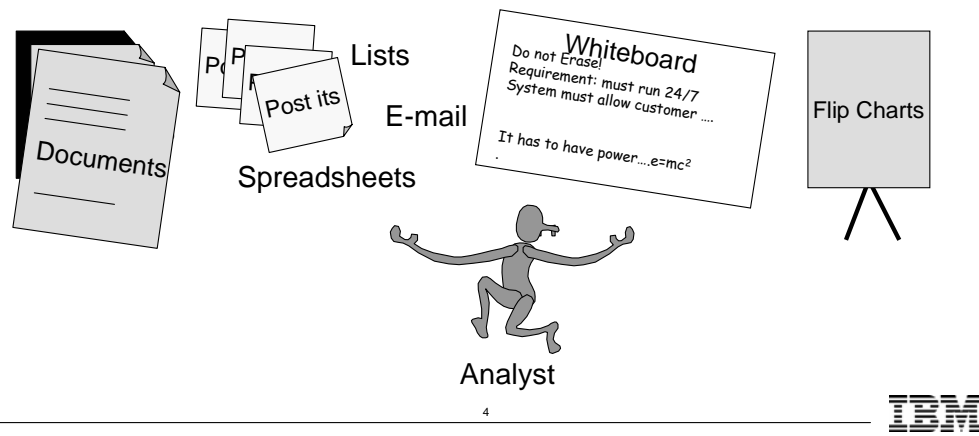 Documents
Po
P
P
Post its
Lists
E-mail
Spreadsheets
Whiteboard
Do not Erase!
Requirement: must run 24/7
System must allow customer ....
It has to have power....e=mc²
.
Flip Charts
Analyst
4
IBM